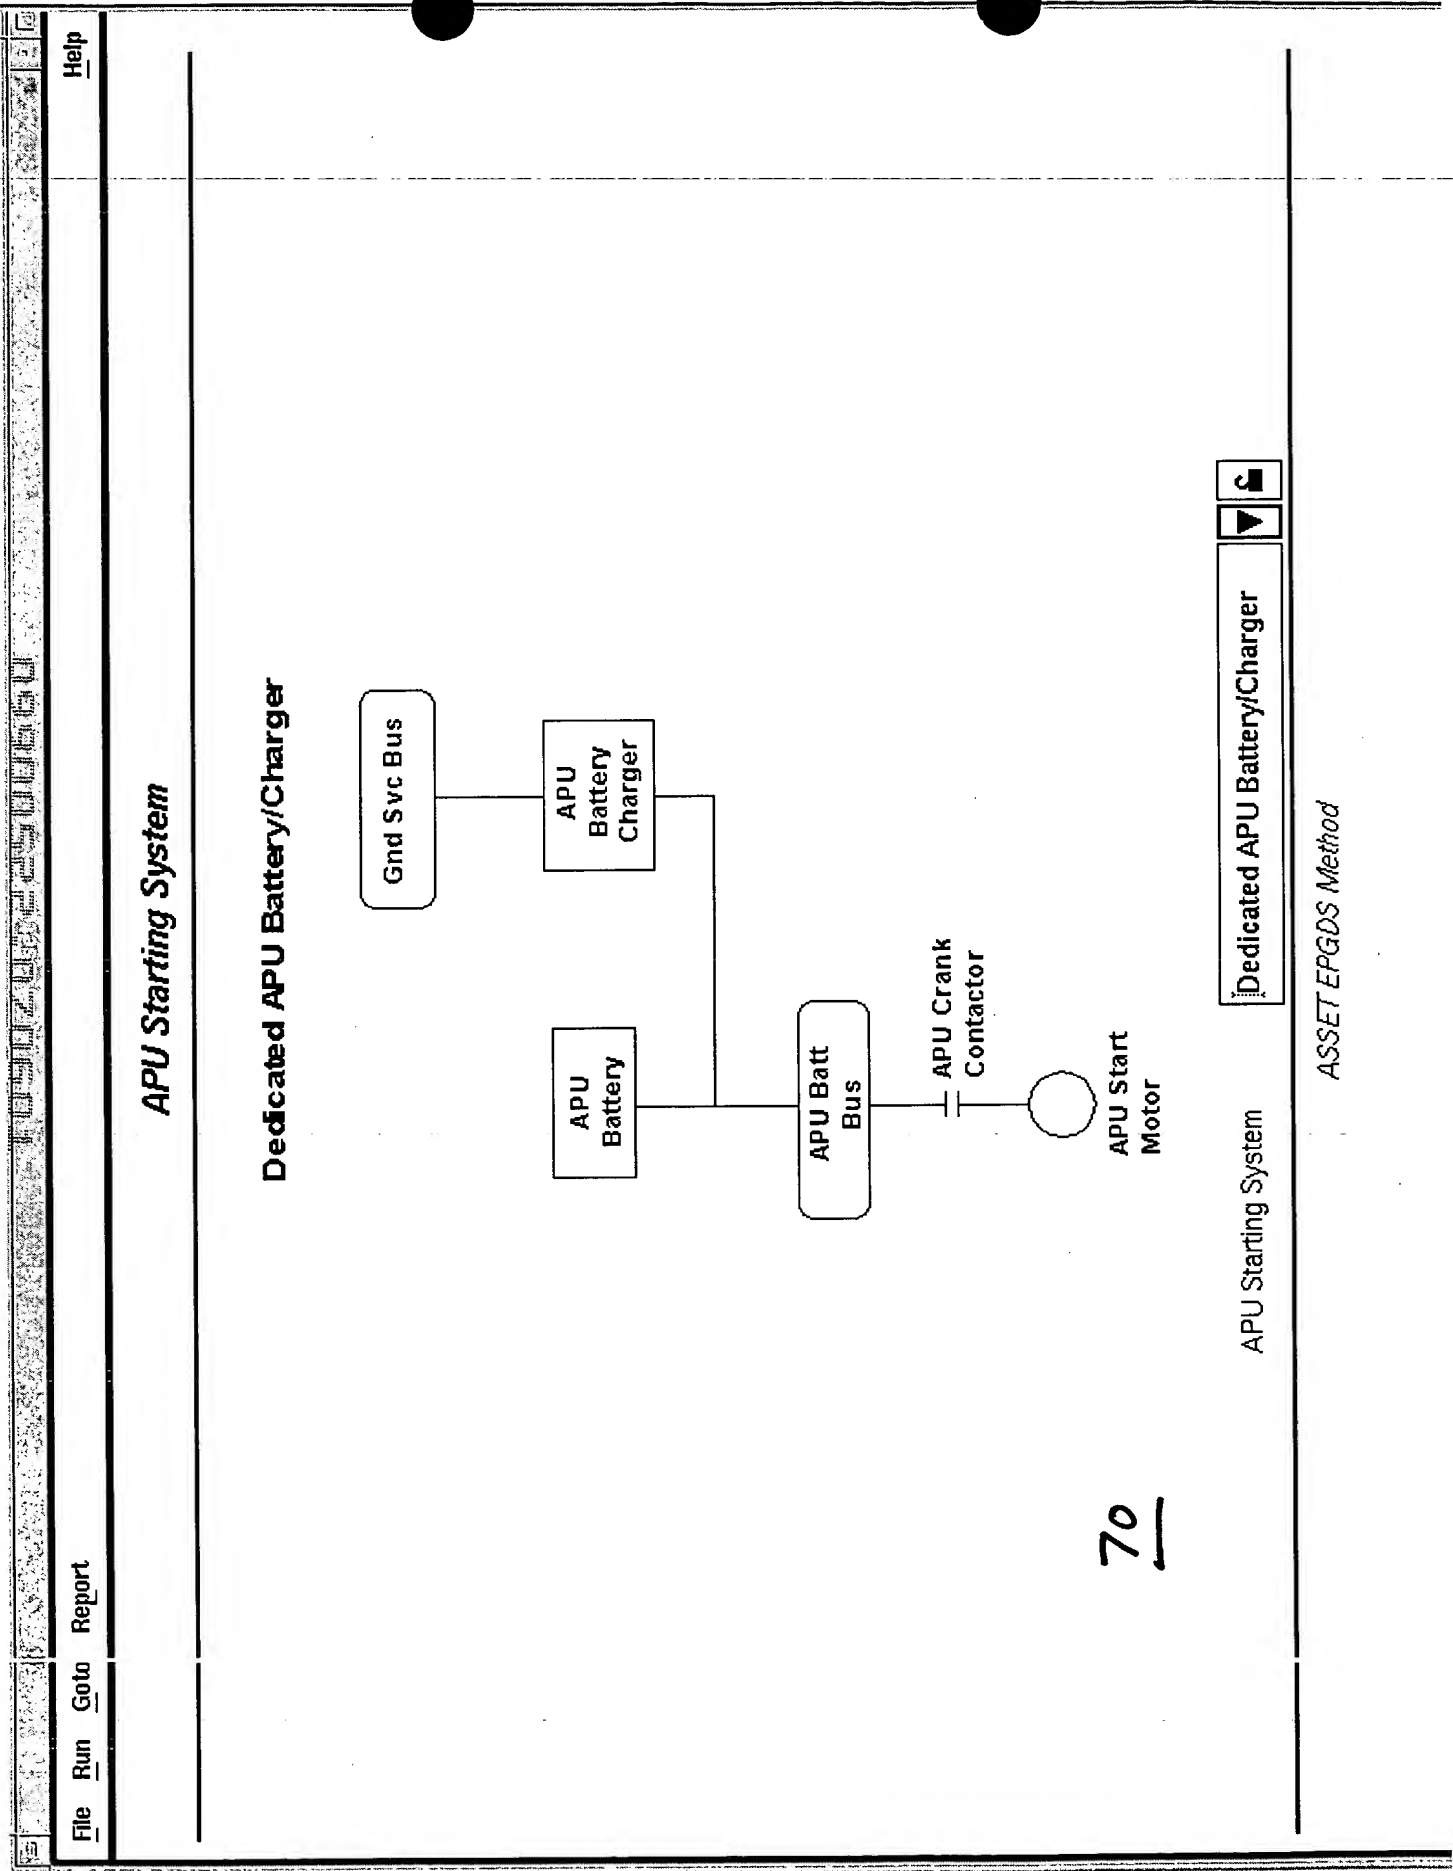 File Run Goto Report Help
APU Starting System
Dedicated APU Battery/Charger
Gnd Svc Bus
APU
Battery
APU
Battery
Charger
APU Batt
Bus
APU Crank
Contactor
APU Start
Motor
70
APU Starting System
Dedicated APU Battery/Charger
ASSET EPGDS Method